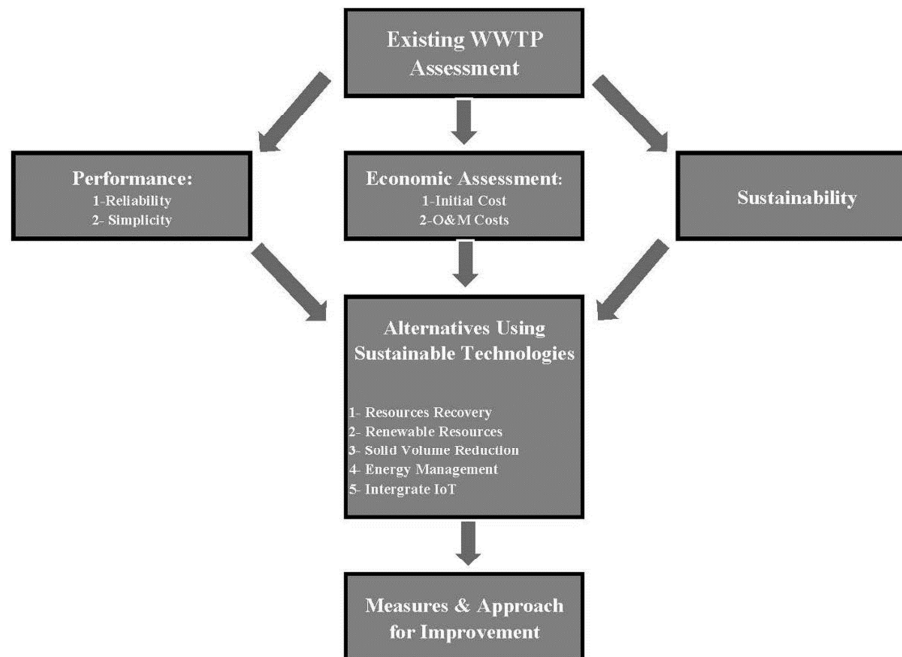 Existing WWTP
Assessment
Performance:
1-Reliability
2- Simplicity
Economic Assessment:
1-Initial Cost
2-O&M Costs
Sustainability
Alternatives Using
Sustainable Technologies
1- Resources Recovery
2- Renewable Resources
3- Solid Volume Reduction
4- Energy Management
5- Intergrate IoT
Measures & Approach
for Improvement